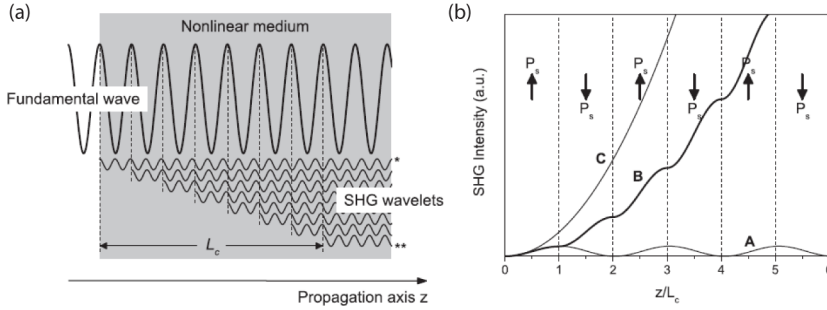 (a)
Nonlinear medium
Fundamental wave
*
SHG wavelets
**
L_c
Propagation axis z
(b)
SHG Intensity (a.u.)
P_s
P_s
P_s
P_s
P_s
P_s
C
B
A
0
1
2
3
4
5
6
z/L_c